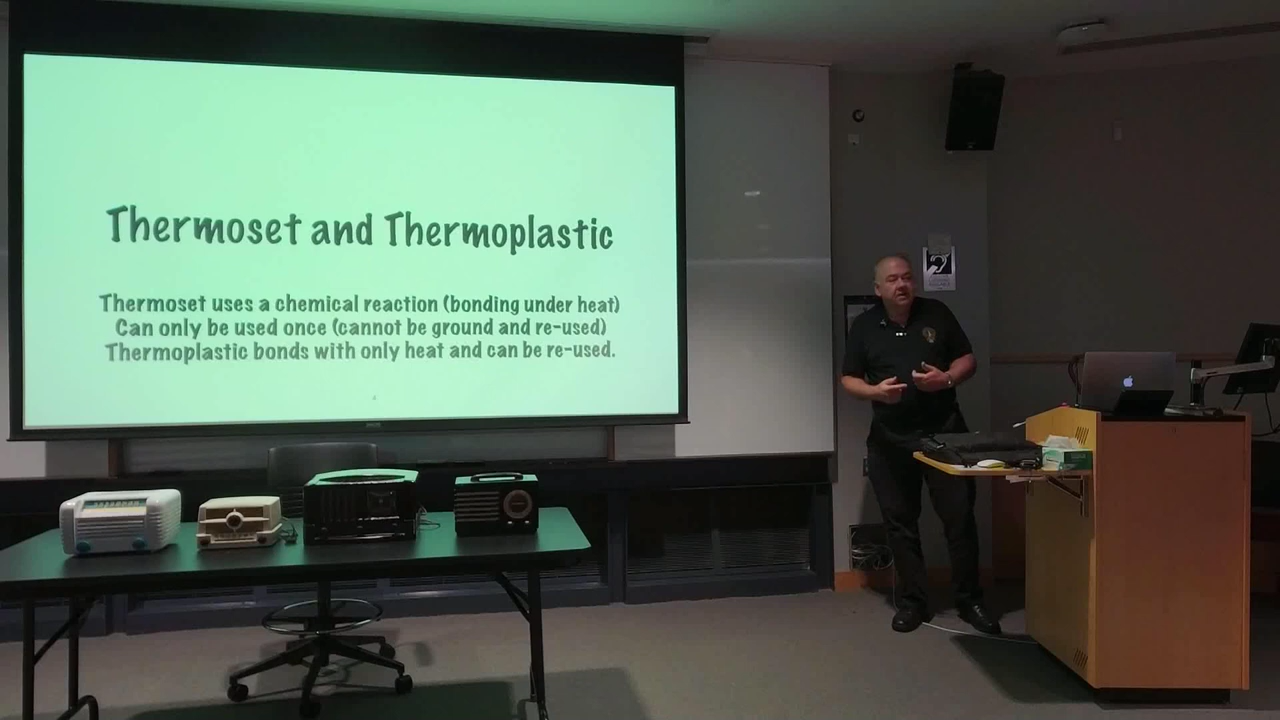 Thermoset and Thermoplastic
Thermoset uses a chemical reaction (bonding under heat)
Can only be used once (cannot be ground and re-used)
Thermoplastic bonds with only heat and can be re-used.